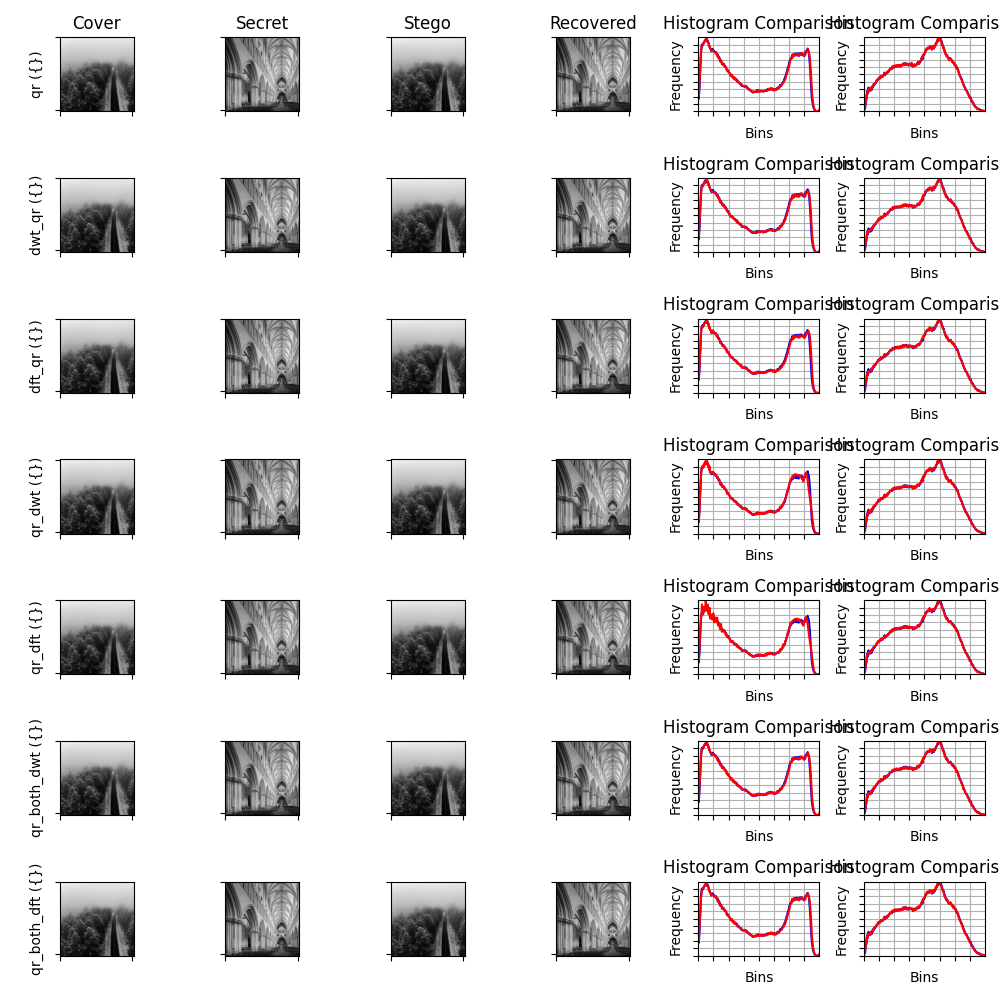 Cover Secret Stego Recovered Histogram Comparison Histogram Comparis
qr ({}) Frequency Frequency
Bins Bins
Histogram Comparison Histogram Comparis
dwt_qr ({}) Frequency Frequency
Bins Bins
Histogram Comparison Histogram Comparis
dft_qr ({}) Frequency Frequency
Bins Bins
Histogram Comparison Histogram Comparis
qr_dwt ({}) Frequency Frequency
Bins Bins
Histogram Comparison Histogram Comparis
qr_dft ({}) Frequency Frequency
Bins Bins
Histogram Comparison Histogram Comparis
qr_both_dwt ({}) Frequency Frequency
Bins Bins
Histogram Comparison Histogram Comparis
qr_both_dft ({}) Frequency Frequency
Bins Bins